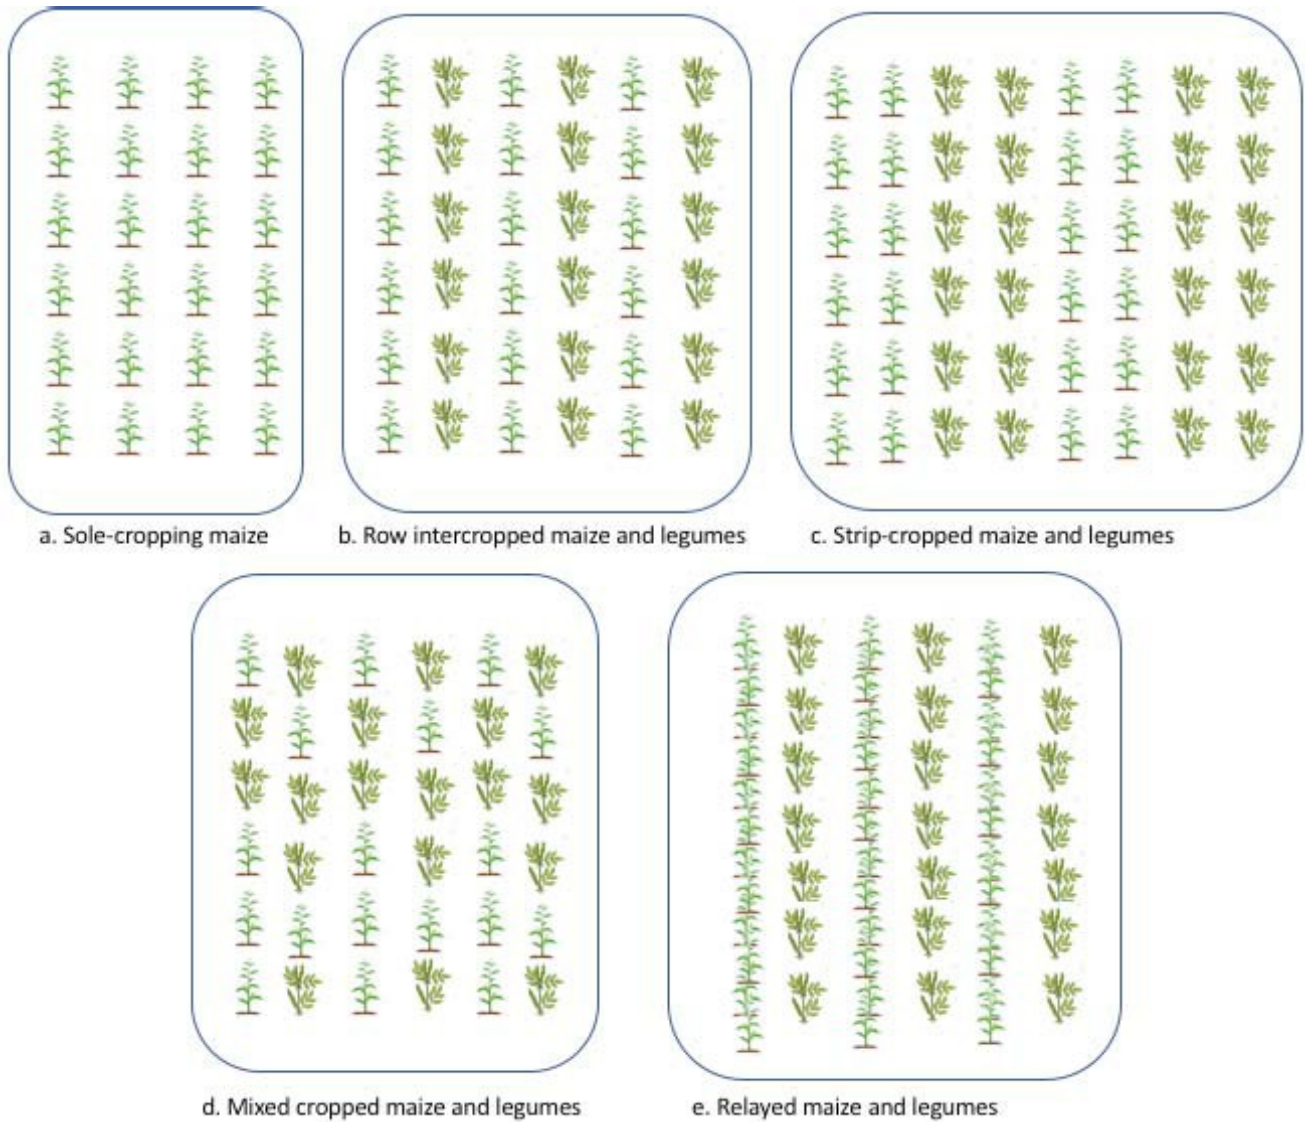 a. Sole-cropping maize
b. Row intercropped maize and legumes
c. Strip-cropped maize and legumes
d. Mixed cropped maize and legumes
e. Relayed maize and legumes